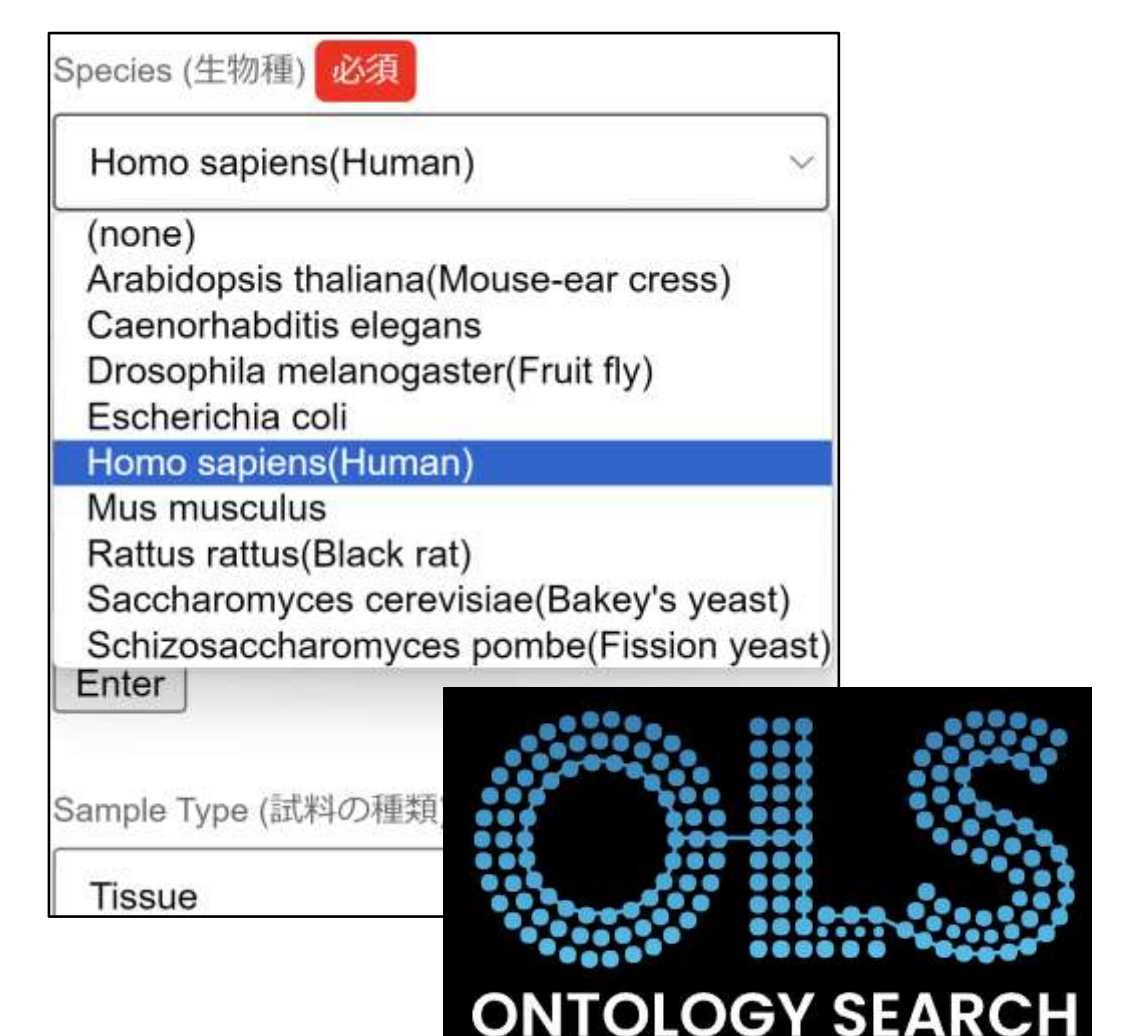 Species (生物種) 必須
Homo sapiens(Human)
(none)
Arabidopsis thaliana(Mouse-ear cress)
Caenorhabditis elegans
Drosophila melanogaster(Fruit fly)
Escherichia coli
Homo sapiens(Human)
Mus musculus
Rattus rattus(Black rat)
Saccharomyces cerevisiae(Bakey's yeast)
Schizosaccharomyces pombe(Fission yeast)
Enter
Sample Type (試料の種類)
Tissue
OLS
ONTOLOGY SEARCH